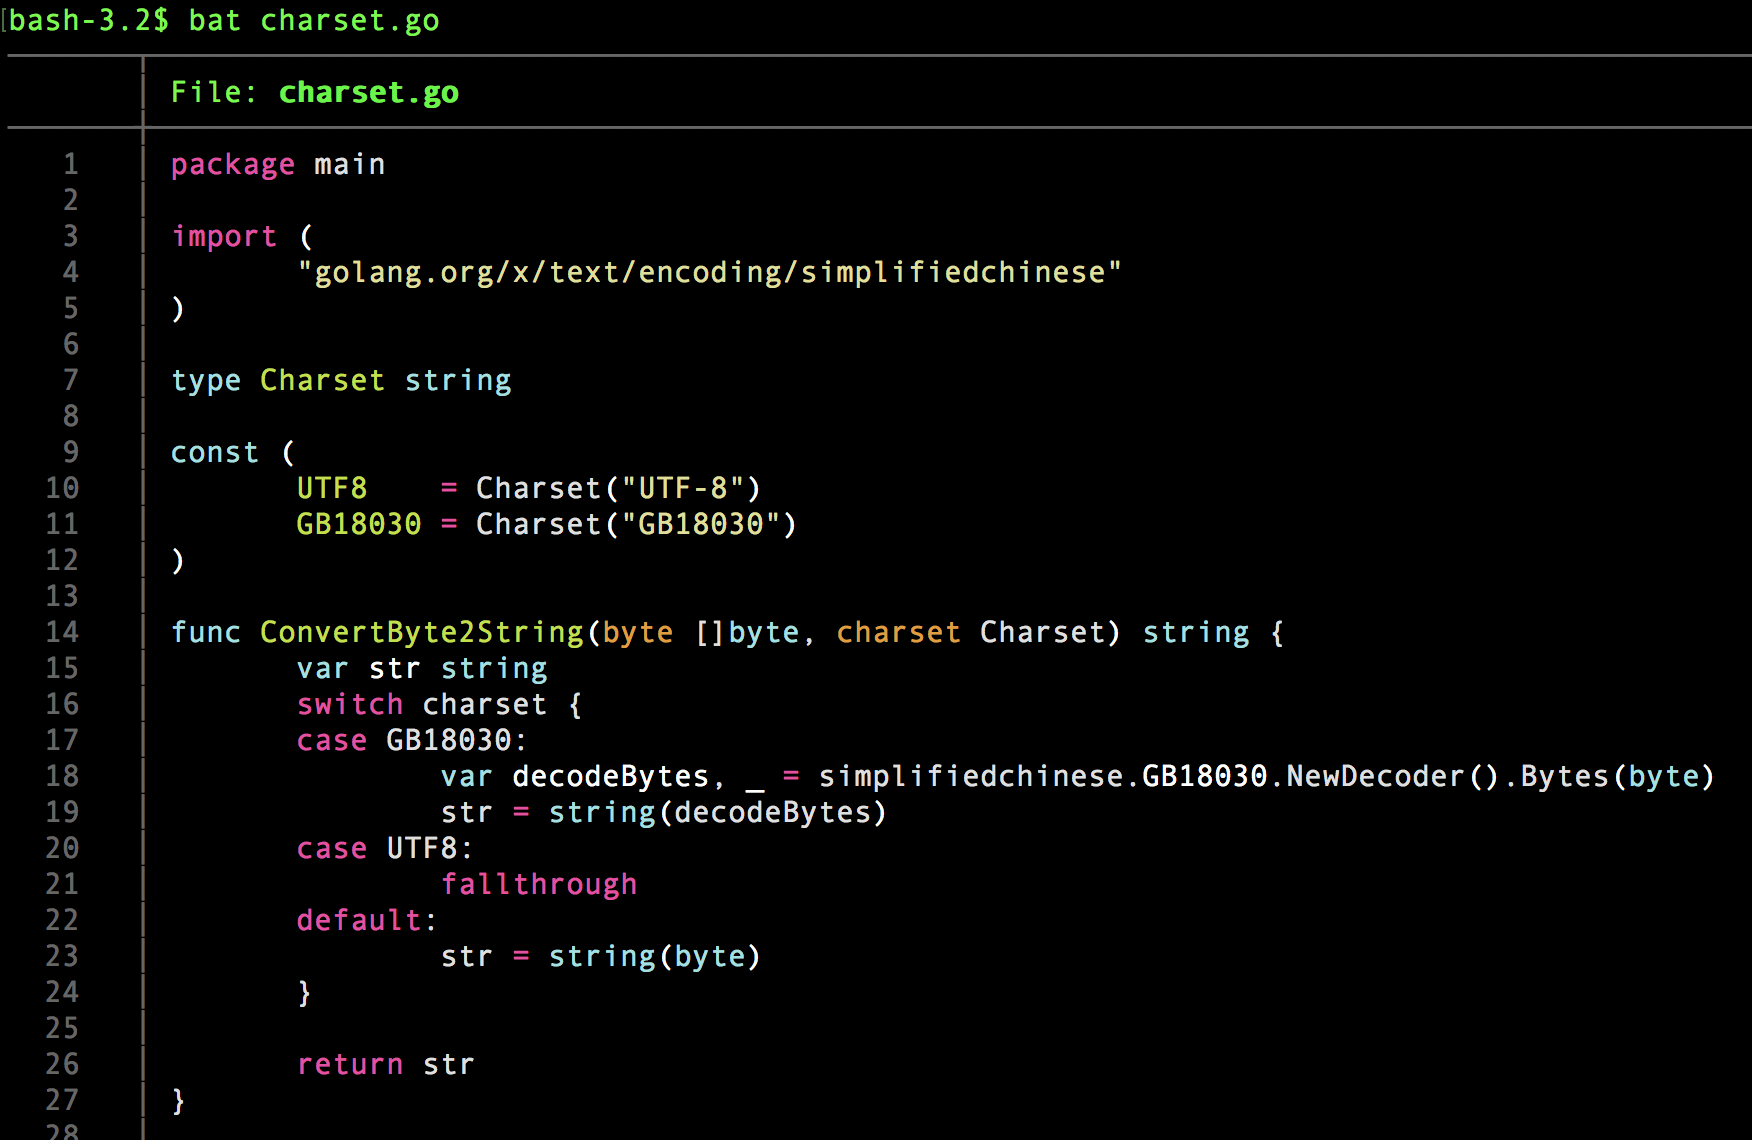 [bash-3.2$ bat charset.go
File: charset.go
1 package main
2
3 import (
4 "golang.org/x/text/encoding/simplifiedchinese"
5 )
6
7 type Charset string
8
9 const (
10 UTF8    = Charset("UTF-8")
11 GB18030 = Charset("GB18030")
12 )
13
14 func ConvertByte2String(byte []byte, charset Charset) string {
15 var str string
16 switch charset {
17 case GB18030:
18 var decodeBytes, _ = simplifiedchinese.GB18030.NewDecoder().Bytes(byte)
19 str = string(decodeBytes)
20 case UTF8:
21 fallthrough
22 default:
23 str = string(byte)
24 }
25
26 return str
27 }
28